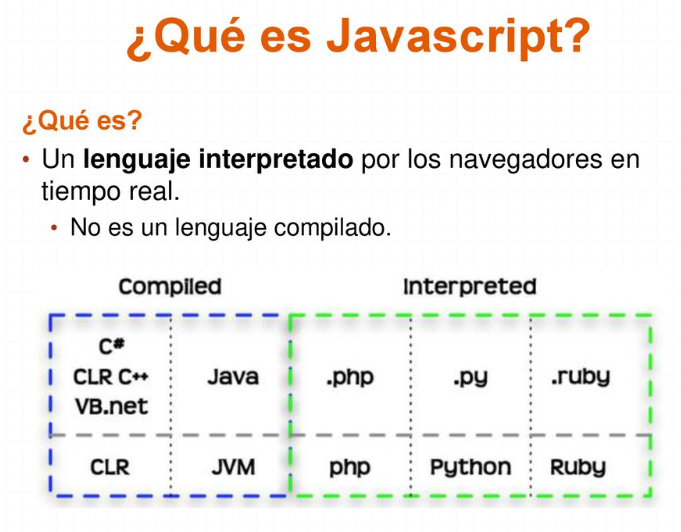 ¿Qué es Javascript?
¿Qué es?
• Un lenguaje interpretado por los navegadores en
tiempo real.
• No es un lenguaje compilado.
Compiled Interpreted
C#
CLR C++ Java .php .py .ruby
VB.net
CLR JVM php Python Ruby